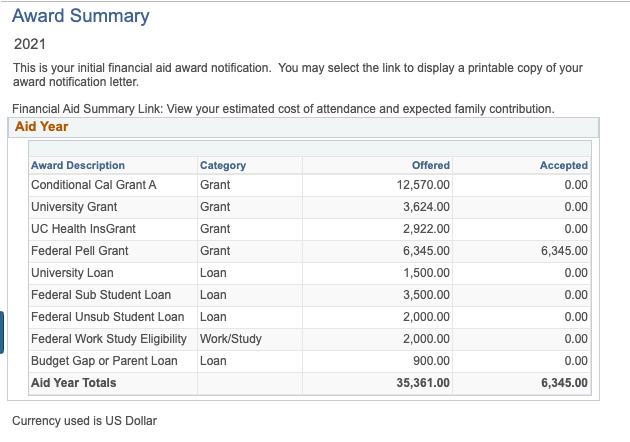 Award Summary
2021
This is your initial financial aid award notification.  You may select the link to display a printable copy of your
award notification letter.
Financial Aid Summary Link: View your estimated cost of attendance and expected family contribution.
Aid Year
Award Description Category Offered Accepted
Conditional Cal Grant A Grant 12,570.00 0.00
University Grant Grant 3,624.00 0.00
UC Health InsGrant Grant 2,922.00 0.00
Federal Pell Grant Grant 6,345.00 6,345.00
University Loan Loan 1,500.00 0.00
Federal Sub Student Loan Loan 3,500.00 0.00
Federal Unsub Student Loan Loan 2,000.00 0.00
Federal Work Study Eligibility Work/Study 2,000.00 0.00
Budget Gap or Parent Loan Loan 900.00 0.00
Aid Year Totals 35,361.00 6,345.00
Currency used is US Dollar